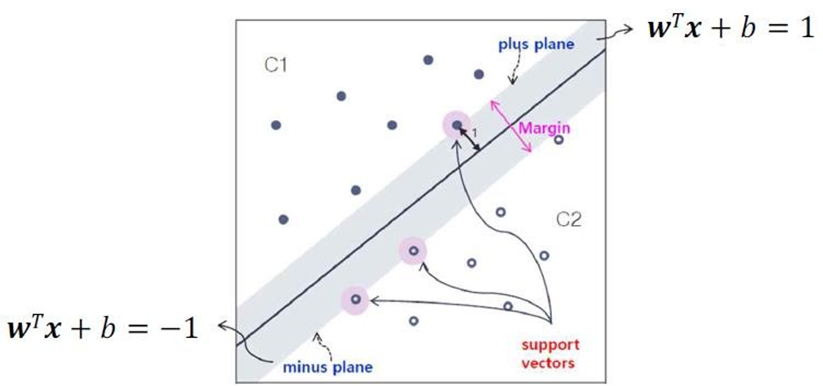 wᵀx + b = 1
plus plane
C1
1
Margin
C2
wᵀx + b = −1
support
vectors
minus plane